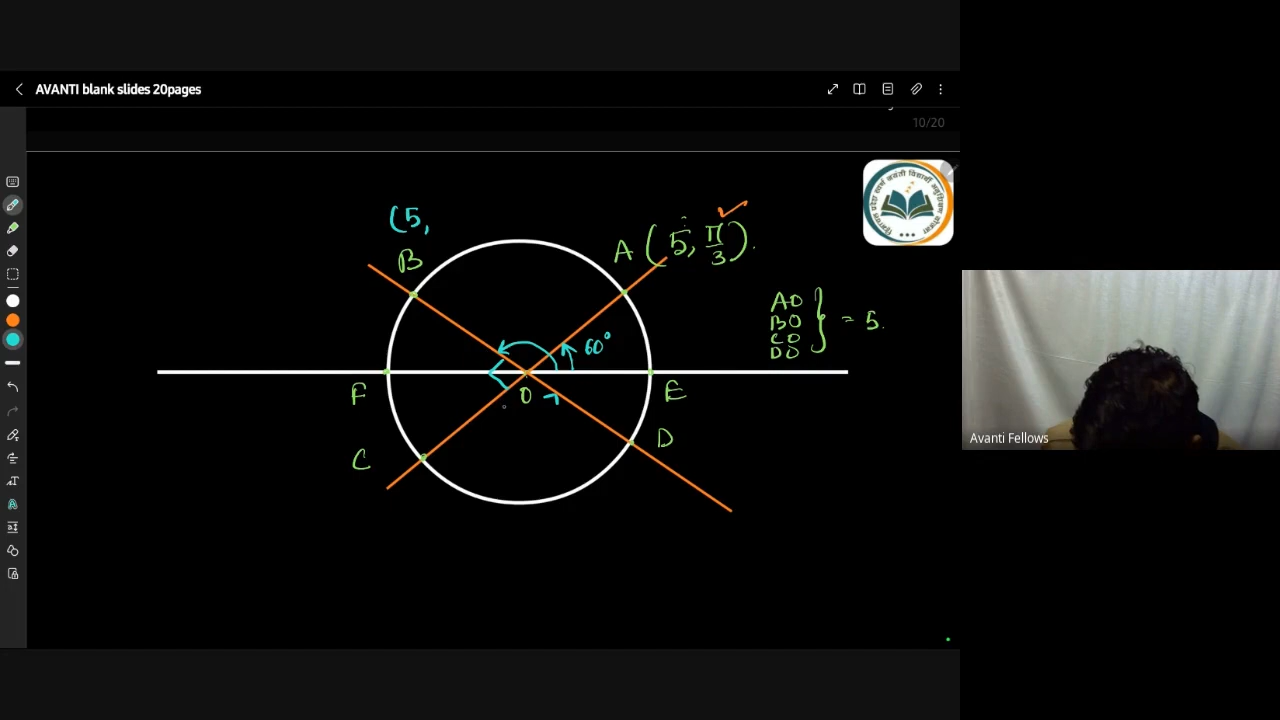 AVANTI blank slides 20pages
10/20
(5,
B
A (5, π/3).
AO
BO
CO
DO
} = 5.
60°
F
O
E
D
C
Avanti Fellows